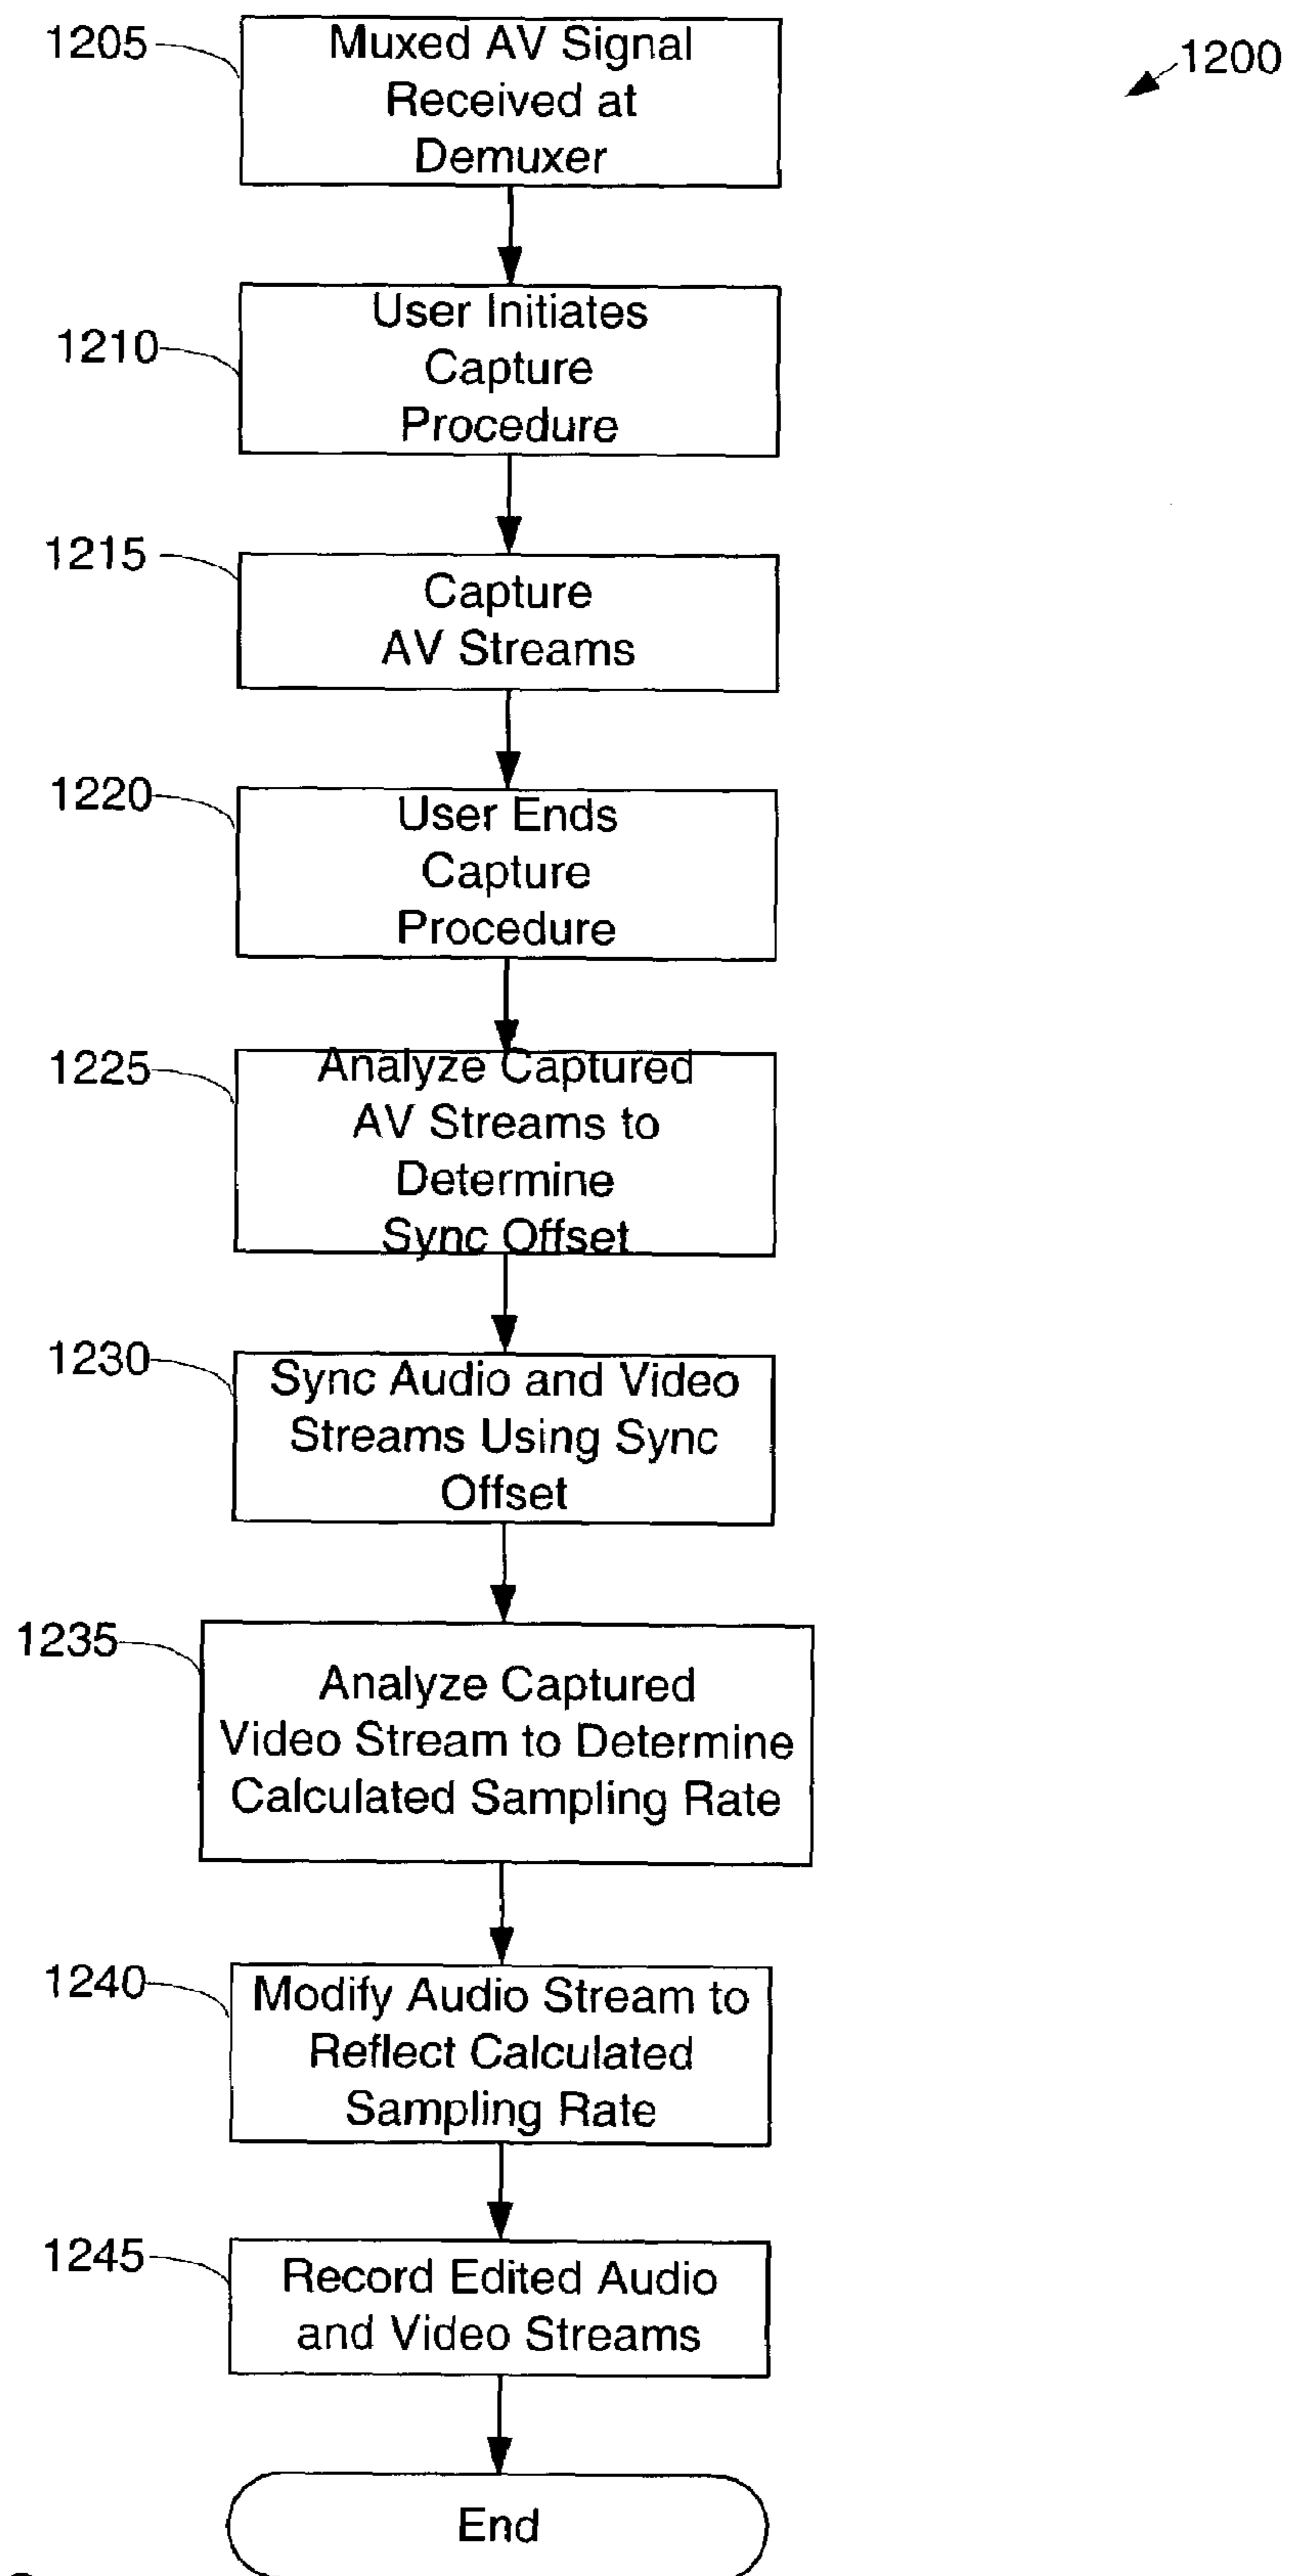 1200
1205
Muxed AV Signal
Received at
Demuxer
1210
User Initiates
Capture
Procedure
1215
Capture
AV Streams
1220
User Ends
Capture
Procedure
1225
Analyze Captured
AV Streams to
Determine
Sync Offset
1230
Sync Audio and Video
Streams Using Sync
Offset
1235
Analyze Captured
Video Stream to Determine
Calculated Sampling Rate
1240
Modify Audio Stream to
Reflect Calculated
Sampling Rate
1245
Record Edited Audio
and Video Streams
End